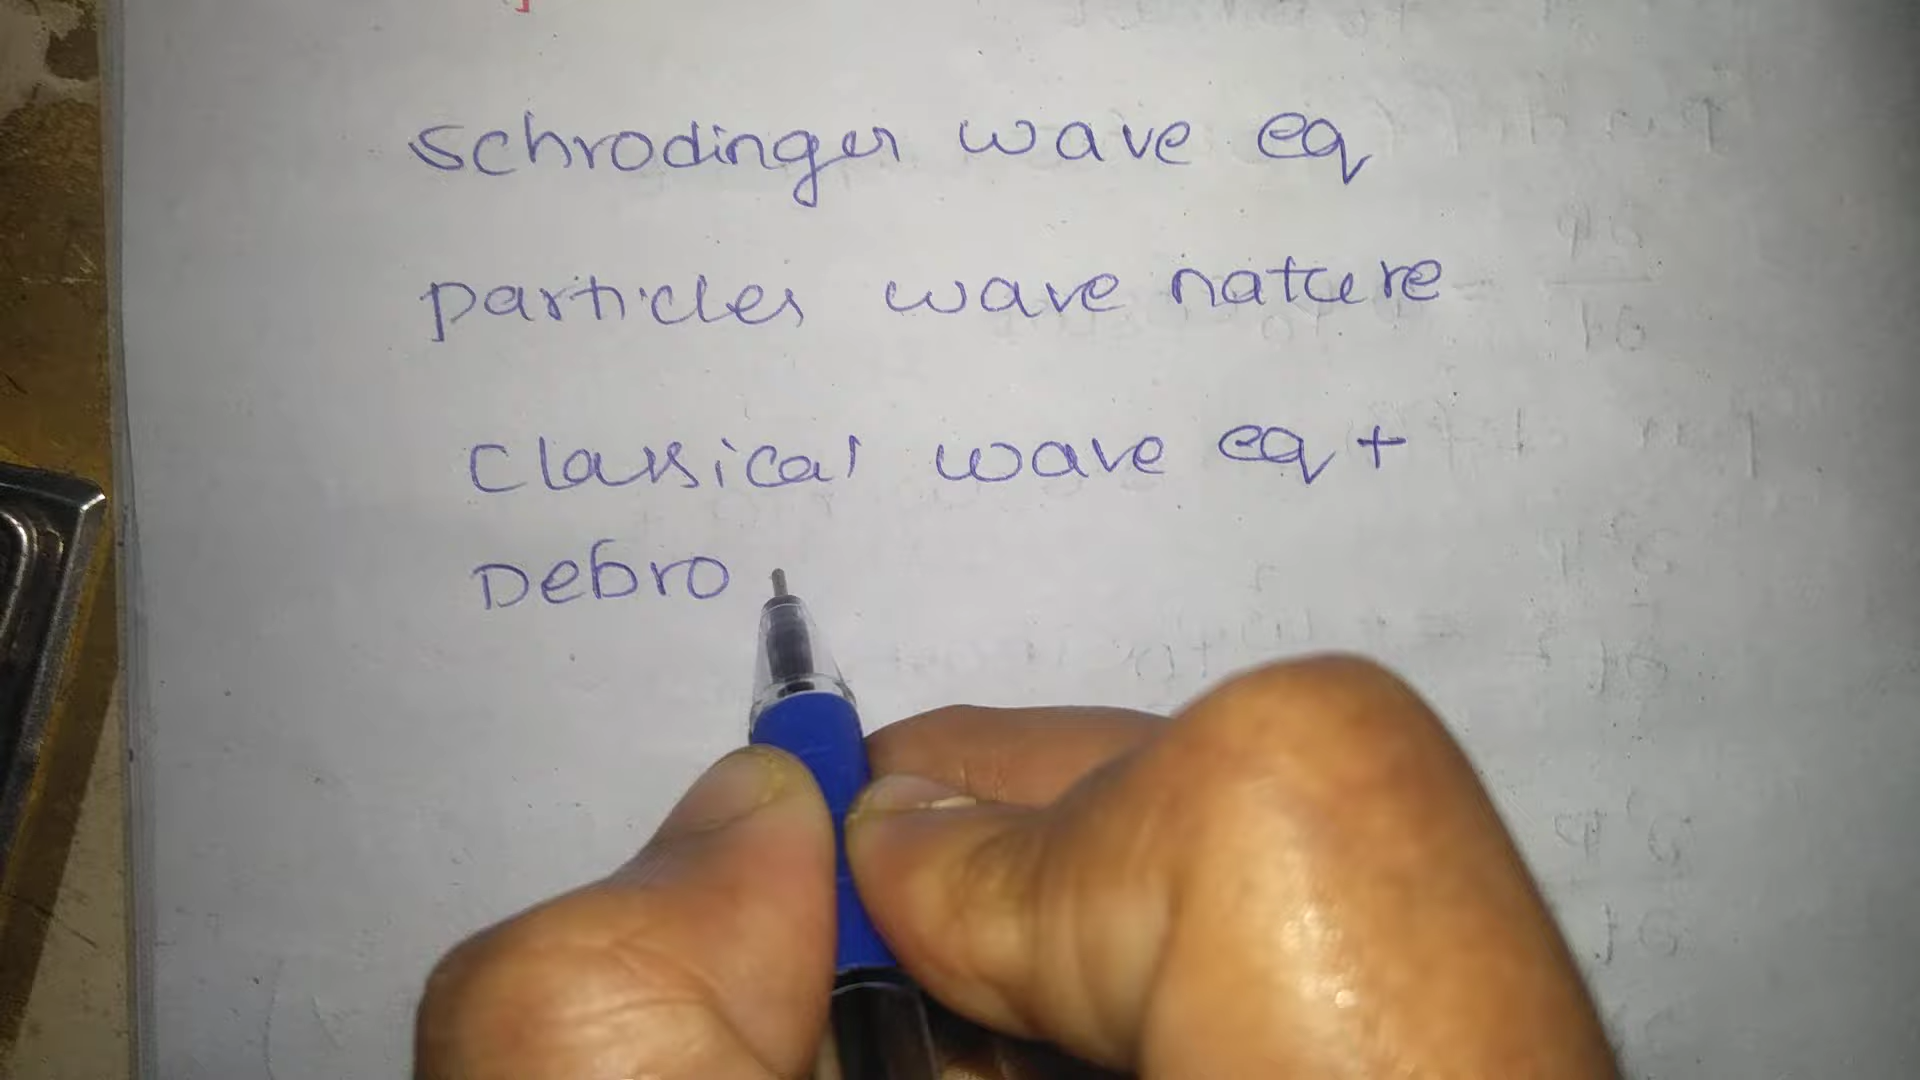 Schrodinger wave eq
particles wave nature
Classical wave eq +
Debro